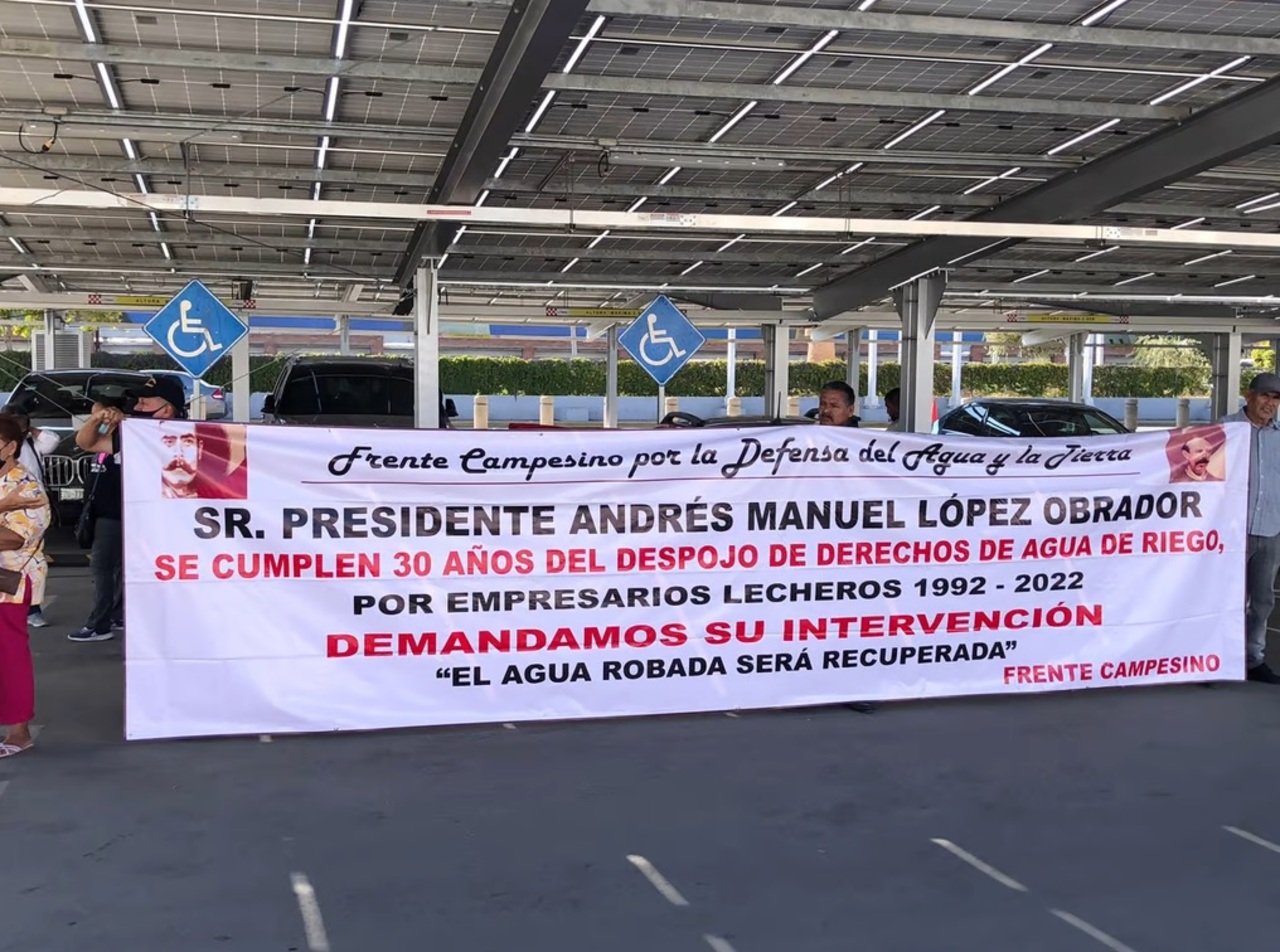 ALTURA
Frente Campesino por la Defensa del Agua y la Tierra
SR. PRESIDENTE ANDRÉS MANUEL LÓPEZ OBRADOR
SE CUMPLEN 30 AÑOS DEL DESPOJO DE DERECHOS DE AGUA DE RIEGO,
POR EMPRESARIOS LECHEROS 1992 - 2022
DEMANDAMOS SU INTERVENCIÓN
“EL AGUA ROBADA SERÁ RECUPERADA”
FRENTE CAMPESINO